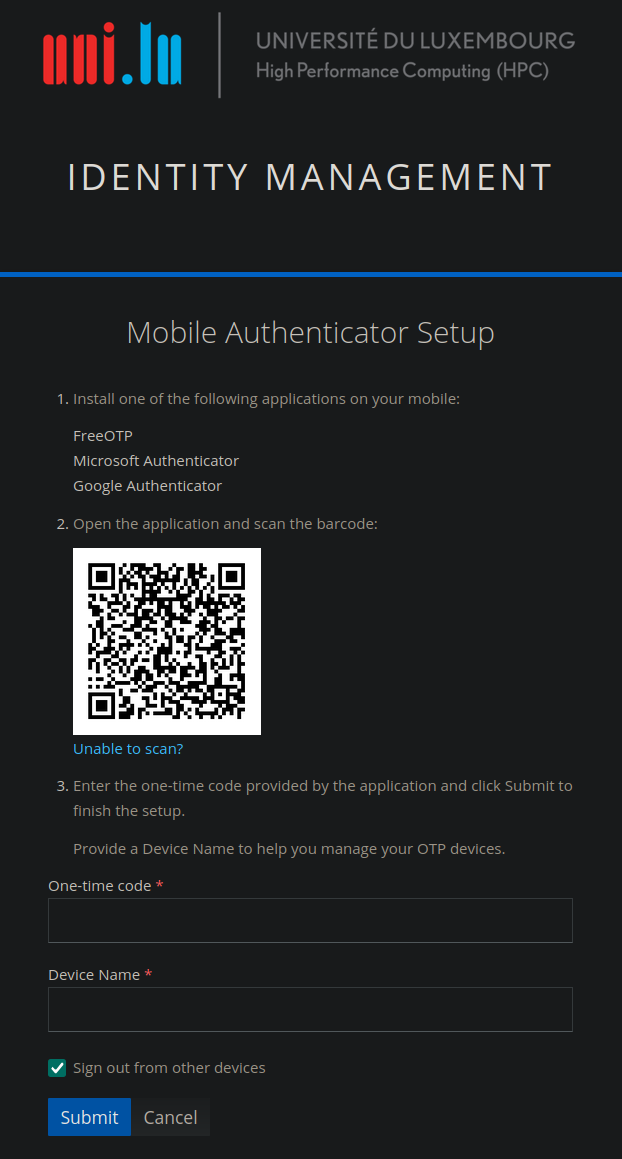 uni.lu
UNIVERSITÉ DU LUXEMBOURG
High Performance Computing (HPC)
IDENTITY MANAGEMENT
Mobile Authenticator Setup
1. Install one of the following applications on your mobile:
FreeOTP
Microsoft Authenticator
Google Authenticator
2. Open the application and scan the barcode:
Unable to scan?
3. Enter the one-time code provided by the application and click Submit to
finish the setup.
Provide a Device Name to help you manage your OTP devices.
One-time code *
Device Name *
Sign out from other devices
Submit Cancel